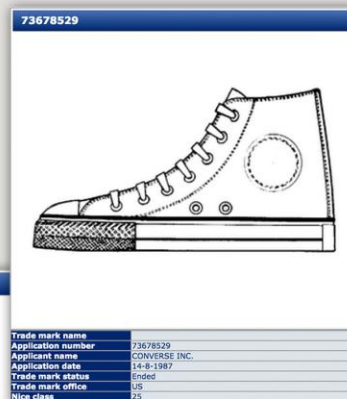 73678529
Trade mark name
Application number 73678529
Applicant name CONVERSE INC.
Application date 14-8-1987
Trade mark status Ended
Trade mark office US
Nice class 25